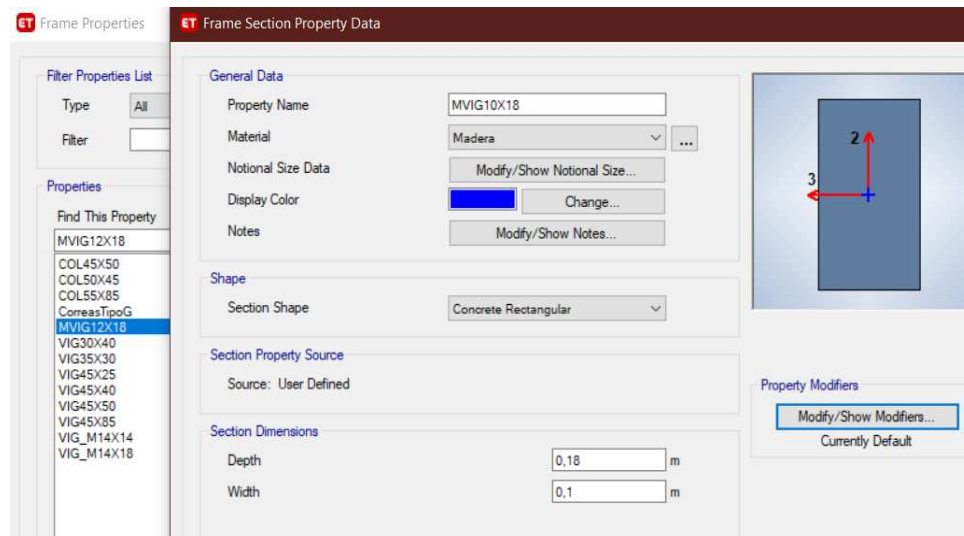 ET Frame Properties
Filter Properties List
Type All
Filter
Properties
Find This Property
MVIG12X18
COL45X50
COL50X45
COL55X85
CorreasTipoG
MVIG12X18
VIG30X40
VIG35X30
VIG45X25
VIG45X40
VIG45X50
VIG45X85
VIG_M14X14
VIG_M14X18
ET Frame Section Property Data
General Data
Property Name MVIG10X18
Material Madera ...
Notional Size Data Modify/Show Notional Size...
Display Color Change...
Notes Modify/Show Notes...
Shape
Section Shape Concrete Rectangular
Section Property Source
Source: User Defined
Section Dimensions
Depth 0,18 m
Width 0,1 m
2
3
Property Modifiers
Modify/Show Modifiers...
Currently Default